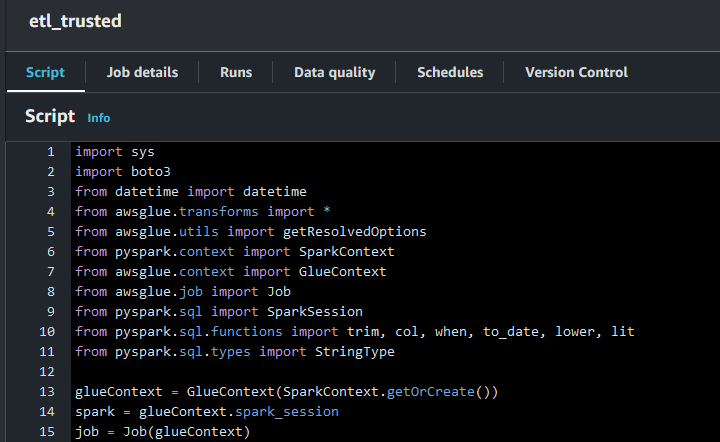 etl_trusted
Script Job details Runs Data quality Schedules Version Control
Script Info
1 import sys
2 import boto3
3 from datetime import datetime
4 from awsglue.transforms import *
5 from awsglue.utils import getResolvedOptions
6 from pyspark.context import SparkContext
7 from awsglue.context import GlueContext
8 from awsglue.job import Job
9 from pyspark.sql import SparkSession
10 from pyspark.sql.functions import trim, col, when, to_date, lower, lit
11 from pyspark.sql.types import StringType
12
13 glueContext = GlueContext(SparkContext.getOrCreate())
14 spark = glueContext.spark_session
15 job = Job(glueContext)